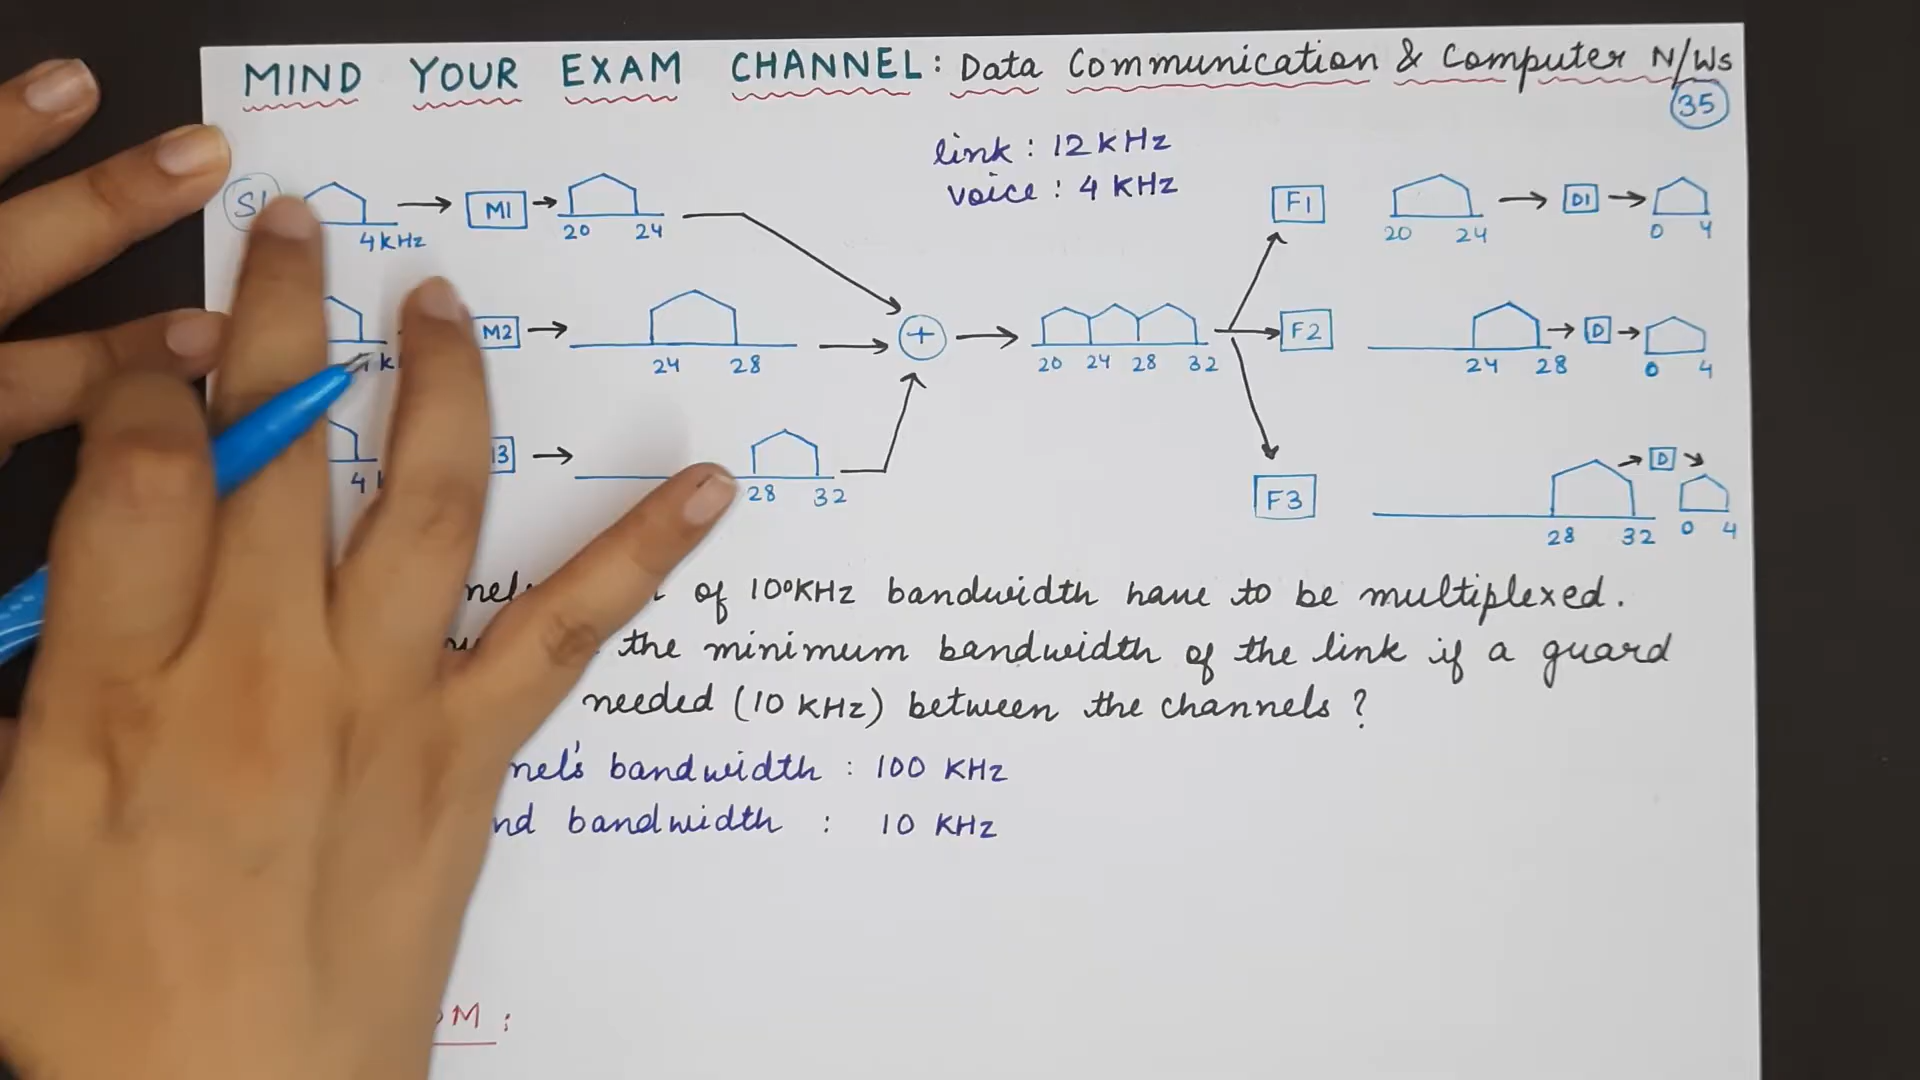 MIND YOUR EXAM CHANNEL: Data Communication & Computer N/Ws
35
link: 12 kHz
voice: 4 KHz
S1
4kHz
M1
20 24
F1
20 24
D1
0 4
M2
24 28
+
20 24 28 32
F2
24 28
D
0 4
4
28 32
F3
28 32
D
0 4
of 100KHz bandwidth have to be multiplexed.
the minimum bandwidth of the link if a guard
needed (10 KHz) between the channels?
bandwidth : 100 KHz
bandwidth : 10 KHz